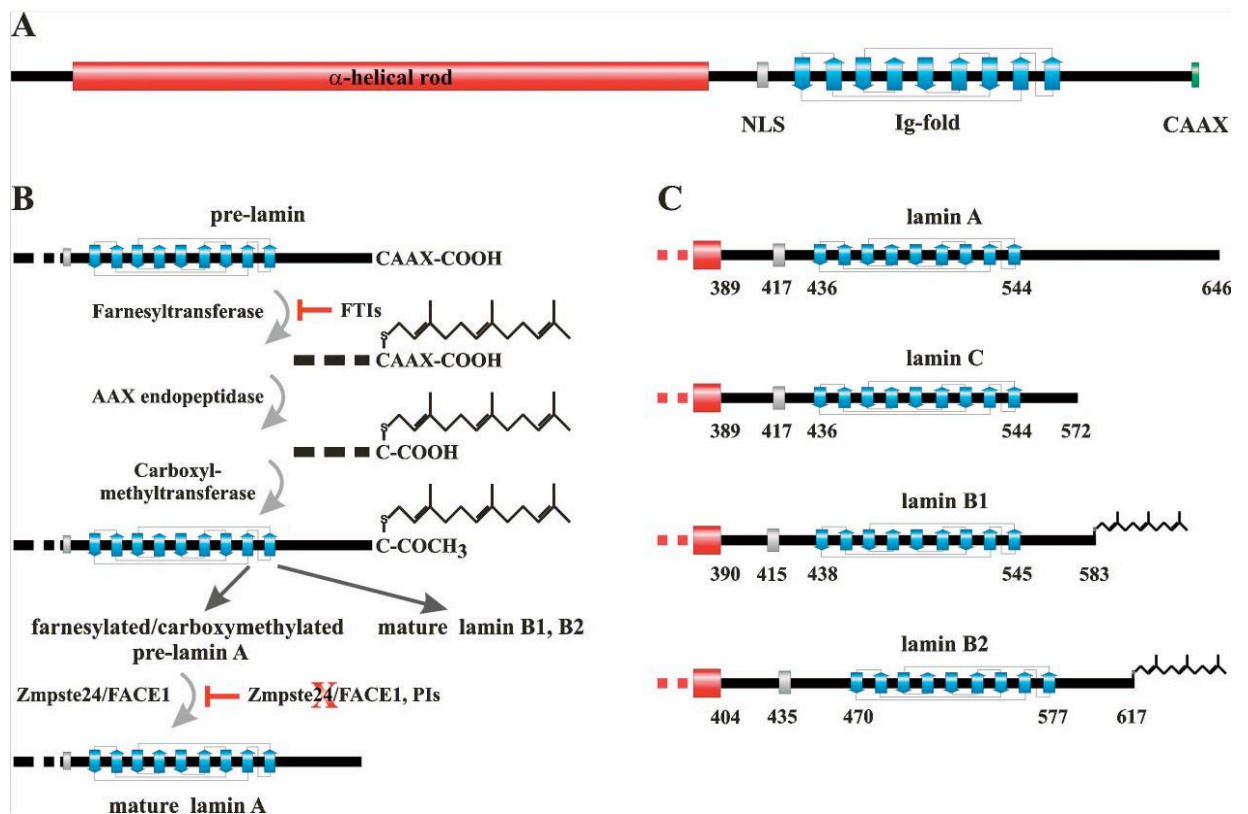 A
α-helical rod
NLS
Ig-fold
CAAX
B
pre-lamin
CAAX-COOH
Farnesyltransferase
FTIs
S
CAAX-COOH
AAX endopeptidase
S
C-COOH
Carboxyl-
methyltransferase
S
C-COCH3
farnesylated/carboxymethylated
pre-lamin A
mature lamin B1, B2
Zmpste24/FACE1
Zmpste24/FACE1, PIs
X
mature lamin A
C
lamin A
389 417 436 544 646
lamin C
389 417 436 544 572
lamin B1
390 415 438 545 583
lamin B2
404 435 470 577 617